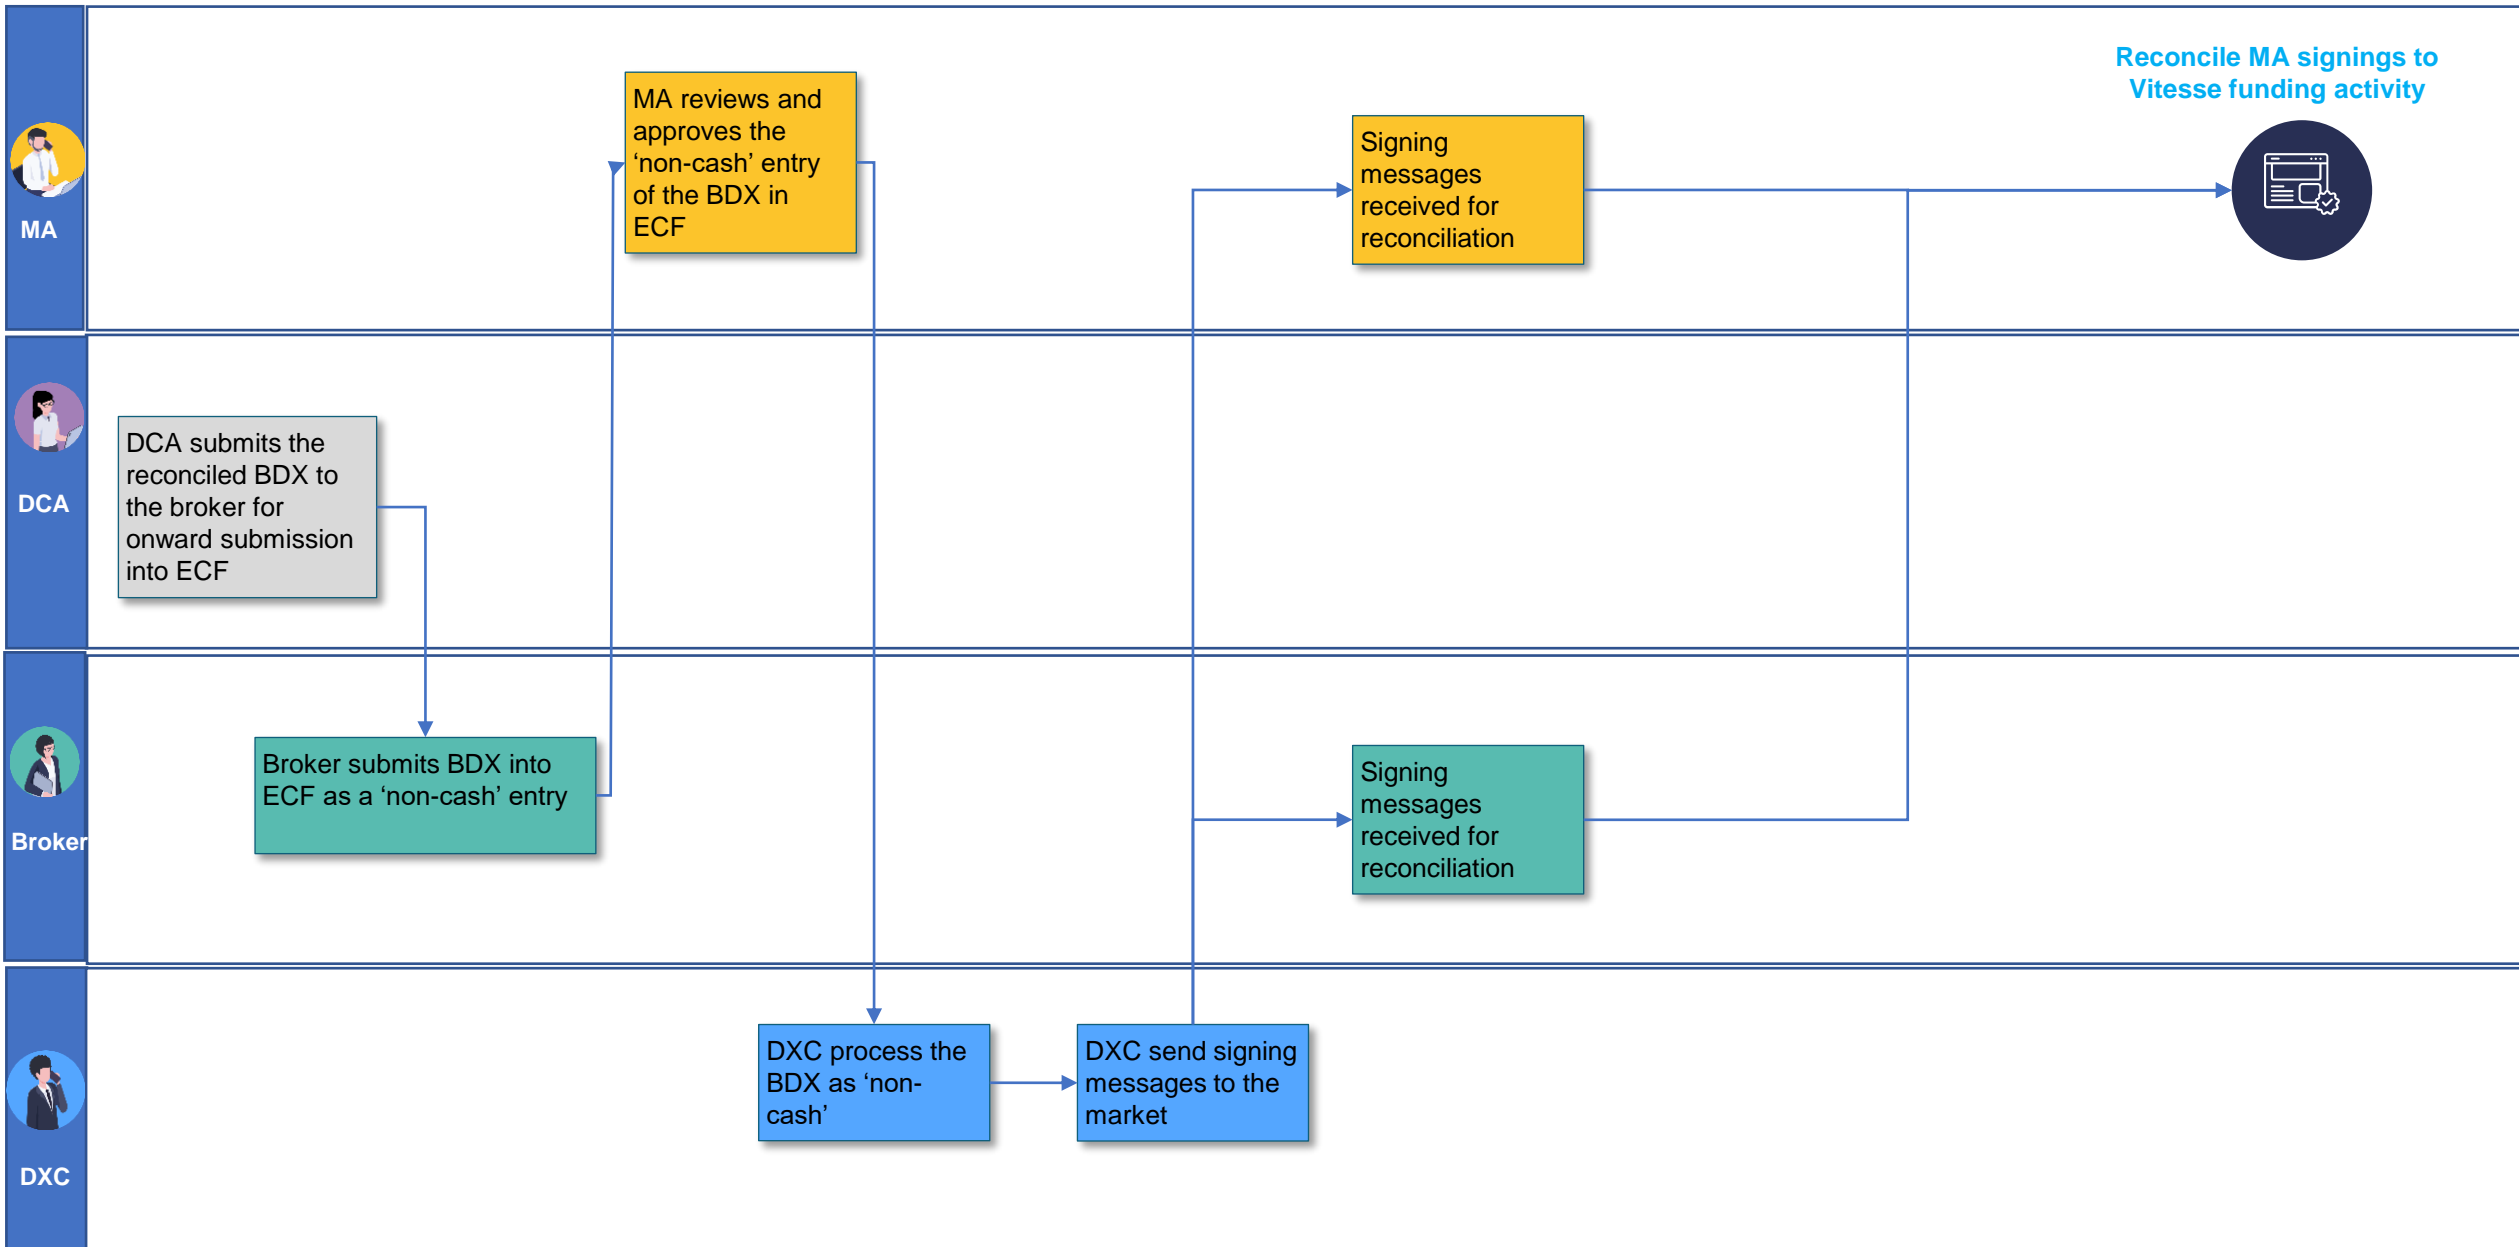 Reconcile MA signings to
Vitesse funding activity
MA reviews and
approves the
‘non-cash’ entry
of the BDX in
ECF
Signing
messages
received for
reconciliation
MA
DCA submits the
reconciled BDX to
the broker for
onward submission
into ECF
DCA
Broker submits BDX into
ECF as a ‘non-cash’ entry
Signing
messages
received for
reconciliation
Broker
DXC process the
BDX as ‘non-
cash’
DXC send signing
messages to the
market
DXC